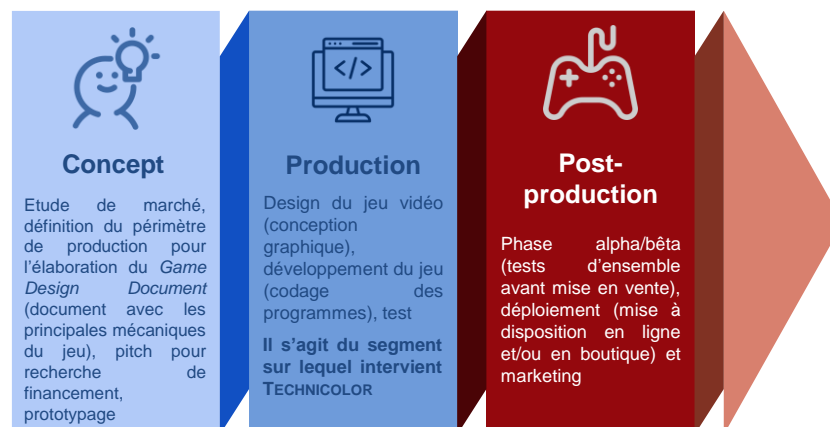 Concept
Etude de marché,
définition du périmètre
de production pour
l'élaboration du Game
Design Document
(document avec les
principales mécaniques
du jeu), pitch pour
recherche de
financement,
prototypage
</>
Production
Design du jeu vidéo
(conception
graphique),
développement du jeu
(codage des
programmes), test
Il s'agit du segment
sur lequel intervient
TECHNICOLOR
Post-
production
Phase alpha/bêta
(tests d'ensemble
avant mise en vente),
déploiement (mise à
disposition en ligne
et/ou en boutique) et
marketing